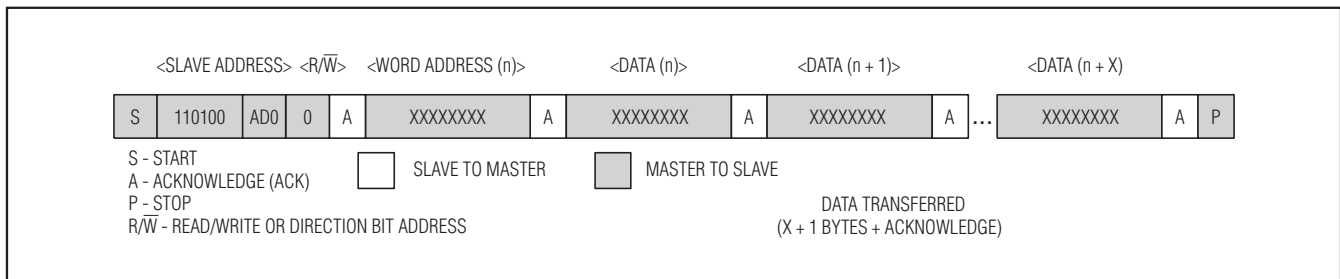 <SLAVE ADDRESS> <R/W̅> <WORD ADDRESS (n)> <DATA (n)> <DATA (n + 1)> <DATA (n + X)
S 110100 AD0 0 A XXXXXXXX A XXXXXXXX A XXXXXXXX A ... XXXXXXXX A P
S - START
A - ACKNOWLEDGE (ACK)
P - STOP
R/W̅ - READ/WRITE OR DIRECTION BIT ADDRESS
SLAVE TO MASTER
MASTER TO SLAVE
DATA TRANSFERRED
(X + 1 BYTES + ACKNOWLEDGE)